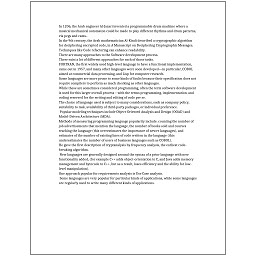 In 1206, the Arab engineer Al-Jazari invented a programmable drum machine where a
musical mechanical automaton could be made to play different rhythms and drum patterns,
via pegs and cams.
In the 9th century, the Arab mathematician Al-Kindi described a cryptographic algorithm
for deciphering encrypted code, in A Manuscript on Deciphering Cryptographic Messages.
Techniques like Code refactoring can enhance readability.
There are many approaches to the Software development process.
There exist a lot of different approaches for each of those tasks.
FORTRAN, the first widely used high-level language to have a functional implementation,
came out in 1957, and many other languages were soon developed—in particular, COBOL
aimed at commercial data processing, and Lisp for computer research.
Some languages are more prone to some kinds of faults because their specification does not
require compilers to perform as much checking as other languages.
While these are sometimes considered programming, often the term software development
is used for this larger overall process – with the terms programming, implementation, and
coding reserved for the writing and editing of code per se.
The choice of language used is subject to many considerations, such as company policy,
suitability to task, availability of third-party packages, or individual preference.
Popular modeling techniques include Object-Oriented Analysis and Design (OOAD) and
Model-Driven Architecture (MDA).
Methods of measuring programming language popularity include: counting the number of
job advertisements that mention the language, the number of books sold and courses
teaching the language (this overestimates the importance of newer languages), and
estimates of the number of existing lines of code written in the language (this
underestimates the number of users of business languages such as COBOL).
He gave the first description of cryptanalysis by frequency analysis, the earliest code-
breaking algorithm.
New languages are generally designed around the syntax of a prior language with new
functionality added, (for example C++ adds object-orientation to C, and Java adds memory
management and bytecode to C++, but as a result, loses efficiency and the ability for low-
level manipulation).
One approach popular for requirements analysis is Use Case analysis.
Some languages are very popular for particular kinds of applications, while some languages
are regularly used to write many different kinds of applications.